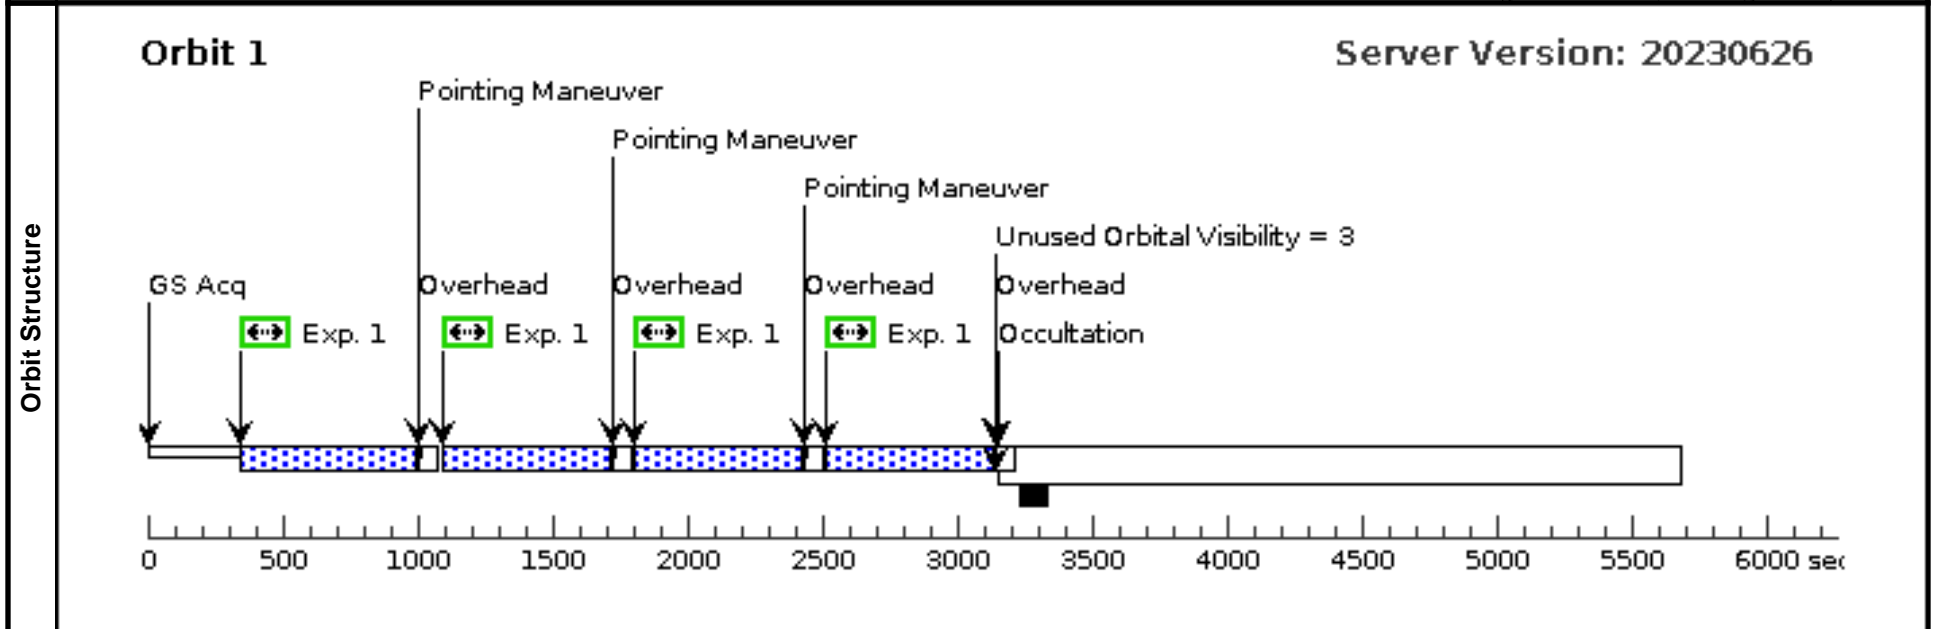 Orbit Structure
Orbit 1
Server Version: 20230626
Pointing Maneuver
Pointing Maneuver
Pointing Maneuver
Unused Orbital Visibility = 3
GS Acq
Overhead
Overhead
Overhead
Overhead
Exp. 1
Exp. 1
Exp. 1
Exp. 1
Occultation
0 500 1000 1500 2000 2500 3000 3500 4000 4500 5000 5500 6000 sec